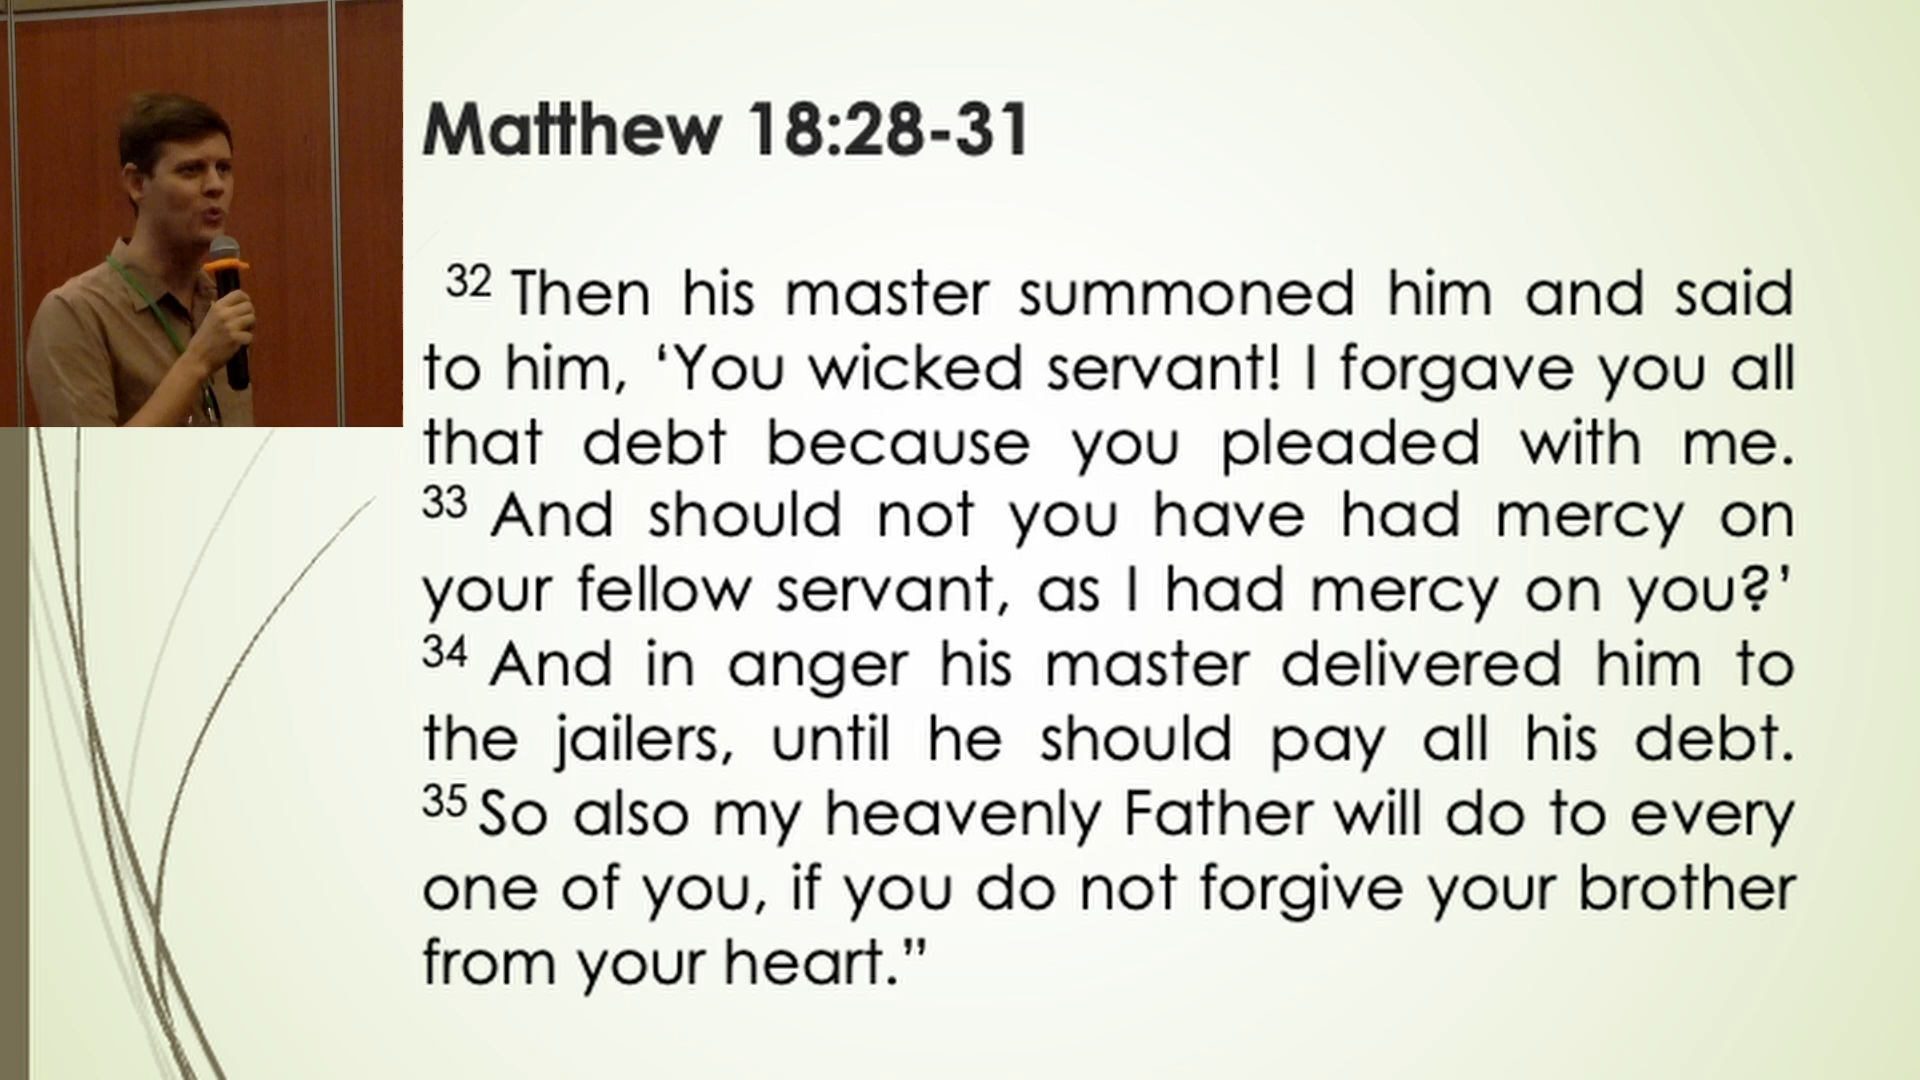 Matthew 18:28-31
32 Then his master summoned him and said
to him, ‘You wicked servant! I forgave you all
that debt because you pleaded with me.
33 And should not you have had mercy on
your fellow servant, as I had mercy on you?’
34 And in anger his master delivered him to
the jailers, until he should pay all his debt.
35 So also my heavenly Father will do to every
one of you, if you do not forgive your brother
from your heart.”